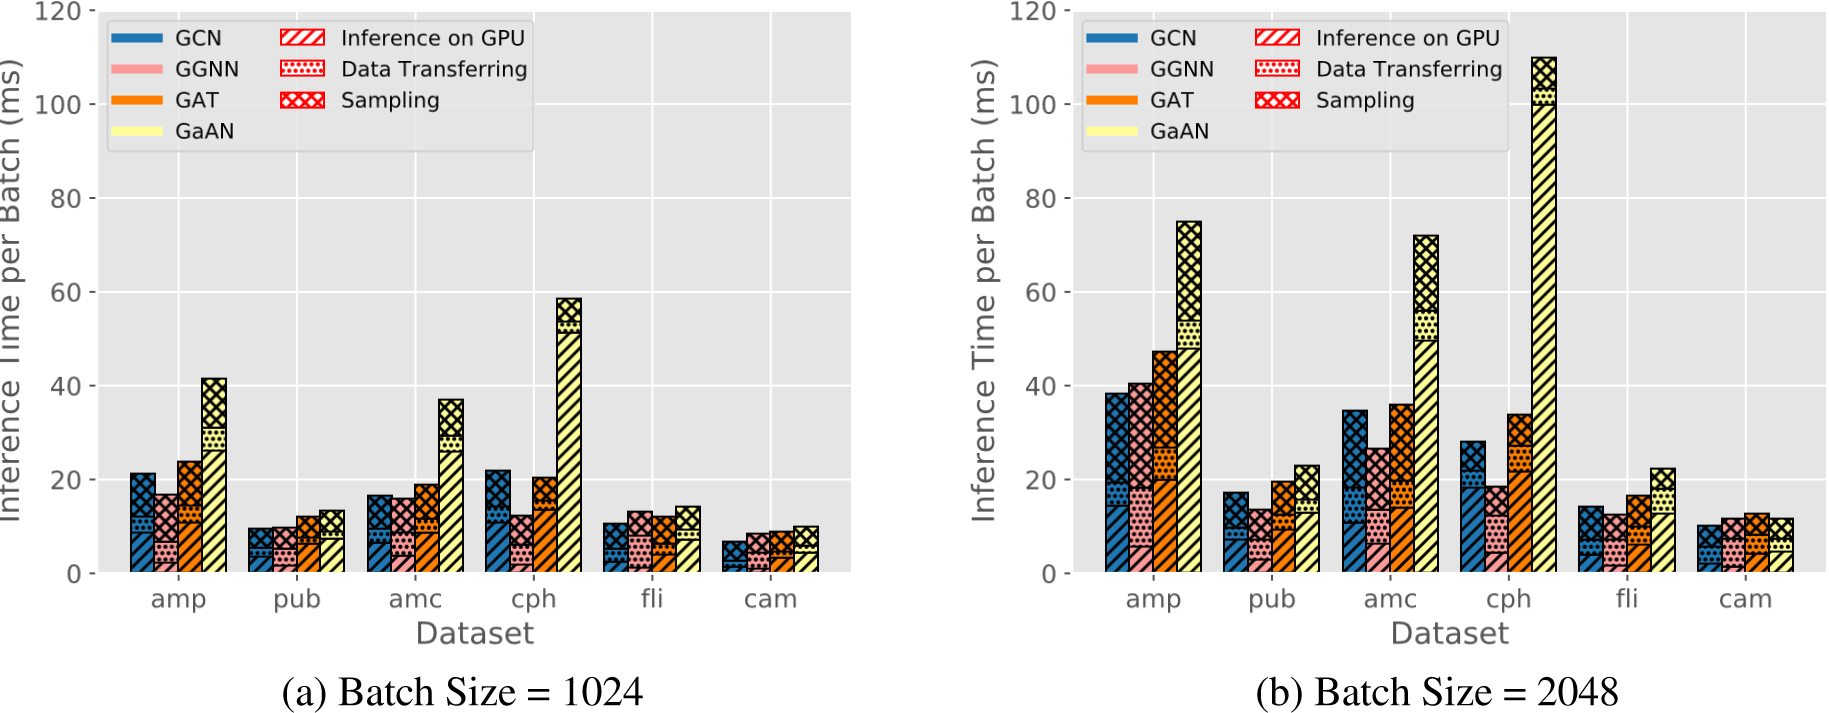 Inference Time per Batch (ms)
120
100
80
60
40
20
0
GCN
GGNN
GAT
GaAN
Inference on GPU
Data Transferring
Sampling
amp pub amc cph fli cam
Dataset
(a) Batch Size = 1024
Inference Time per Batch (ms)
120
100
80
60
40
20
0
GCN
GGNN
GAT
GaAN
Inference on GPU
Data Transferring
Sampling
amp pub amc cph fli cam
Dataset
(b) Batch Size = 2048